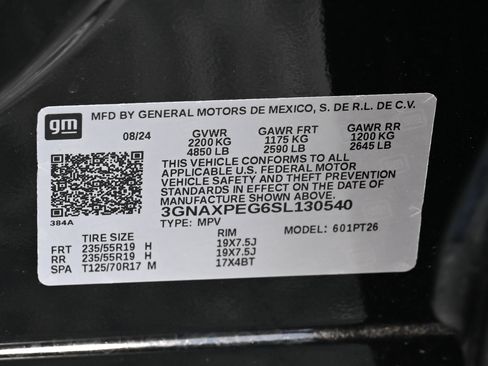 gm
MFD BY GENERAL MOTORS DE MEXICO, S. DE R.L. DE C.V.
08/24 GVWR GAWR FRT GAWR RR
2200 KG 1175 KG 1200 KG
4850 LB 2590 LB 2645 LB
THIS VEHICLE CONFORMS TO ALL
APPLICABLE U.S. FEDERAL MOTOR
VEHICLE SAFETY AND THEFT PREVENTION
STANDARDS IN EFFECT ON THE DATE OF
MANUFACTURE SHOWN ABOVE.
3GNAXPEG6SL130540
384A
TYPE: MPV MODEL: 601PT26
TIRE SIZE RIM
FRT 235/55R19 H 19X7.5J
RR 235/55R19 H 19X7.5J
SPA T125/70R17 M 17X4BT